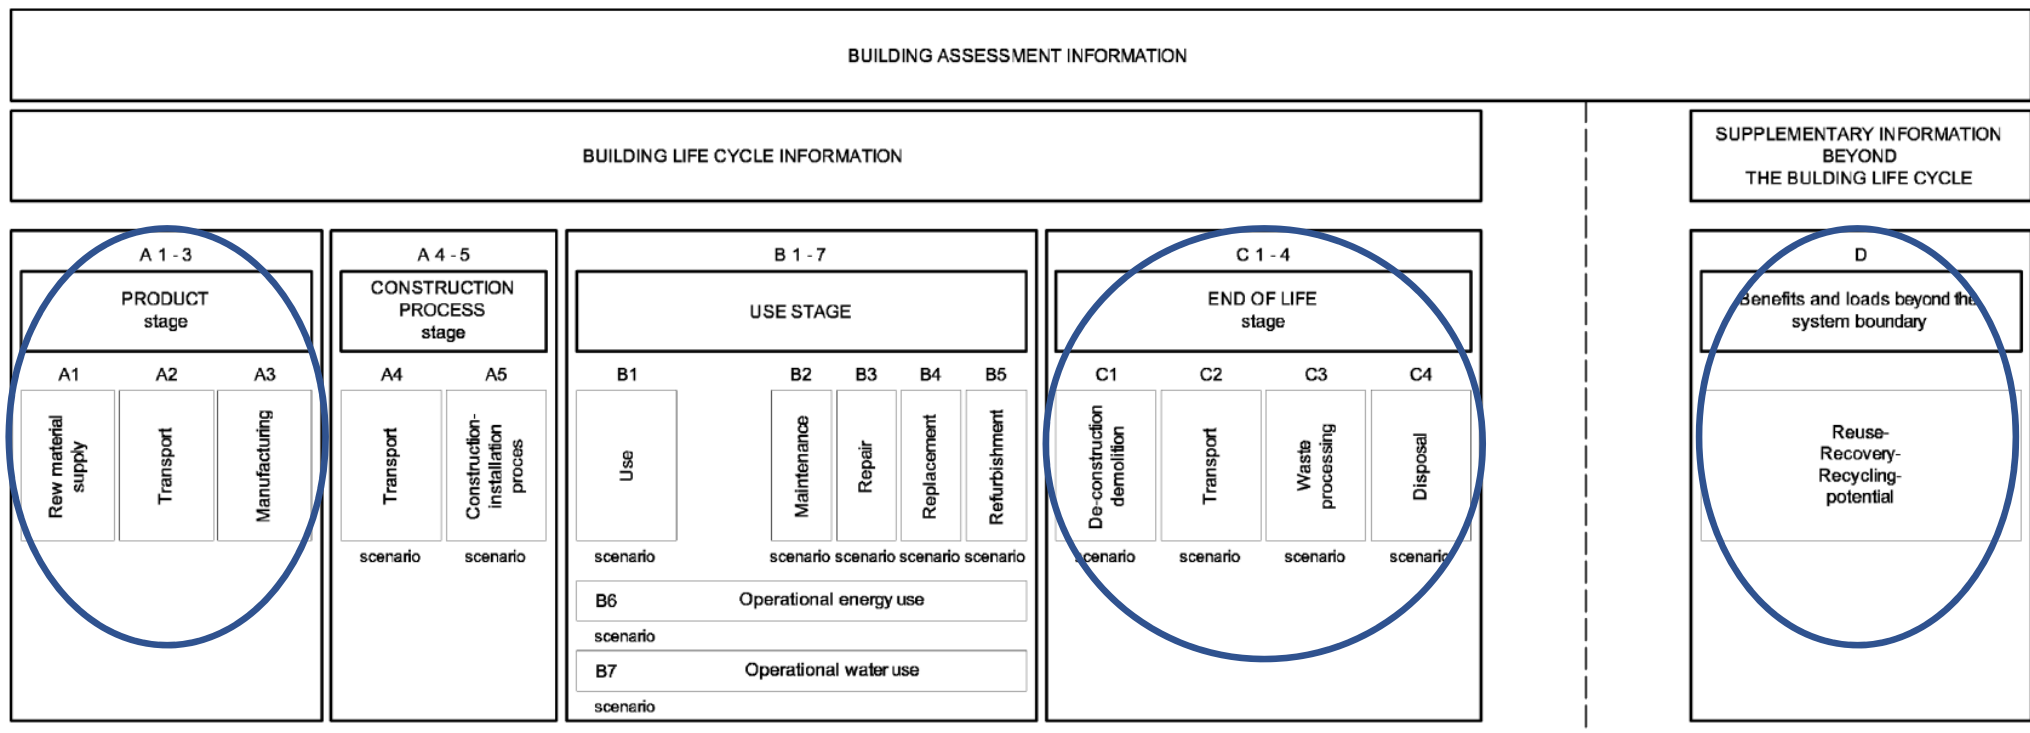 BUILDING ASSESSMENT INFORMATION
BUILDING LIFE CYCLE INFORMATION
SUPPLEMENTARY INFORMATION
BEYOND
THE BULDING LIFE CYCLE
A 1 - 3
PRODUCT
stage
A1
A2
A3
Rew material
supply
Transport
Manufacturing
A 4 - 5
CONSTRUCTION
PROCESS
stage
A4
A5
Transport
Construction-
installation
proces
scenario
scenario
B 1 - 7
USE STAGE
B1
B2
B3
B4
B5
Use
Maintenance
Repair
Replacement
Refurbishment
scenario
scenario
scenario
scenario
scenario
B6
Operational energy use
scenario
B7
Operational water use
scenario
C 1 - 4
END OF LIFE
stage
C1
C2
C3
C4
De-construction
demolition
Transport
Waste
processing
Disposal
scenario
scenario
scenario
scenario
D
Benefits and loads beyond the
system boundary
Reuse-
Recovery-
Recycling-
potential